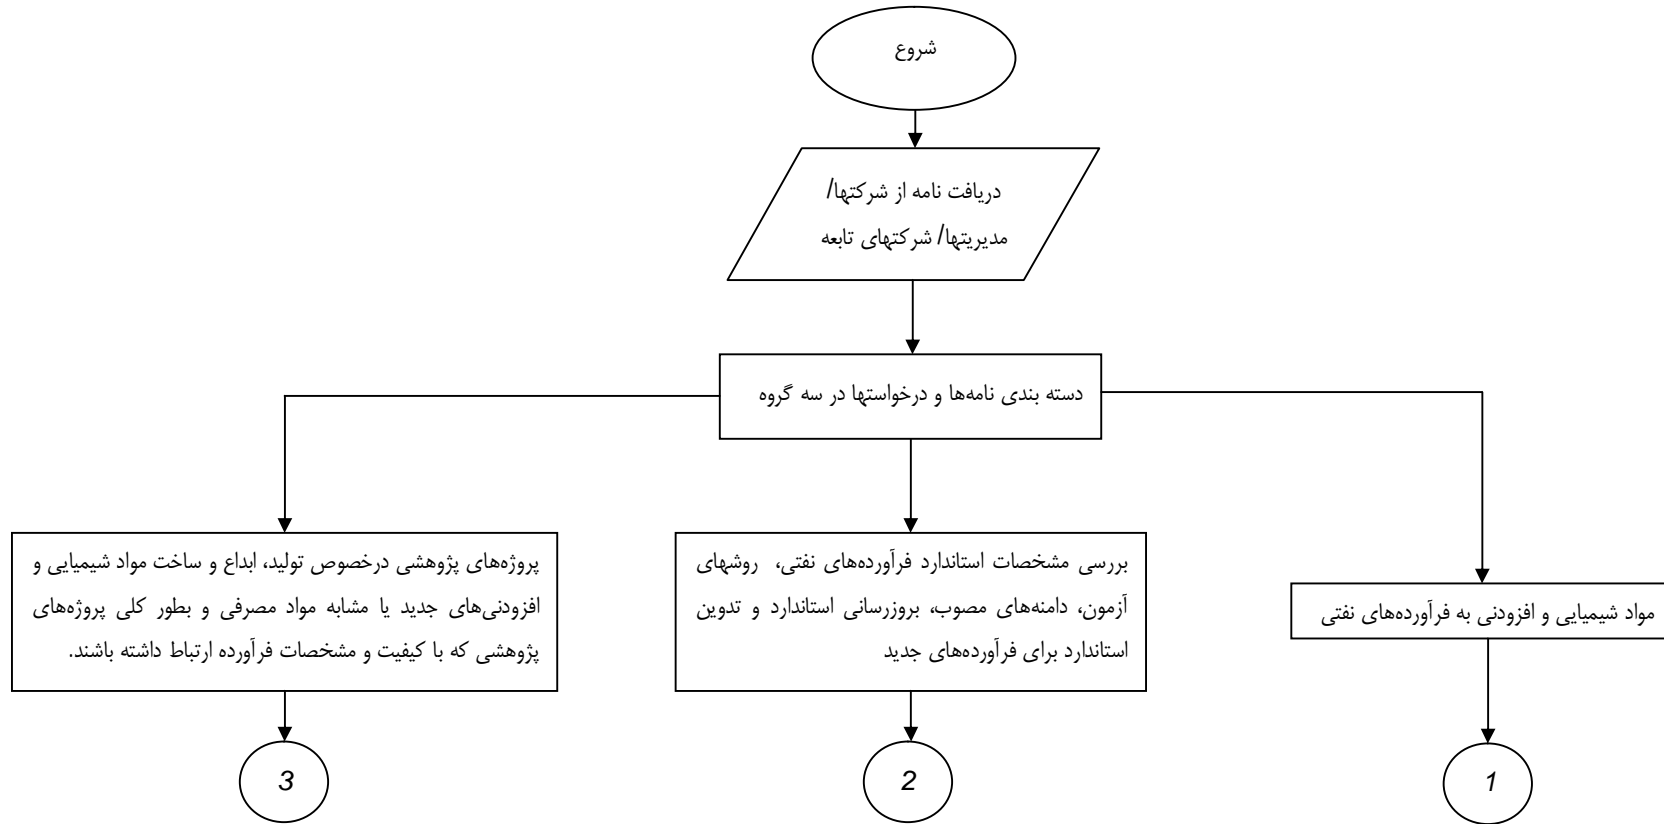 شروع
دریافت نامه از شرکتها/
مدیریتها/ شرکتهای تابعه
دسته بندی نامه‌ها و درخواستها در سه گروه
مواد شیمیایی و افزودنی به فرآورده‌های نفتی
بررسی مشخصات استاندارد فرآورده‌های نفتی، روشهای
آزمون، دامنه‌های مصوب، بروزرسانی استاندارد و تدوین
استاندارد برای فرآورده‌های جدید
پروژه‌های پژوهشی درخصوص تولید، ابداع و ساخت مواد شیمیایی و
افزودنی‌های جدید یا مشابه مواد مصرفی و بطور کلی پروژه‌های
پژوهشی که با کیفیت و مشخصات فرآورده ارتباط داشته باشند.
1
2
3